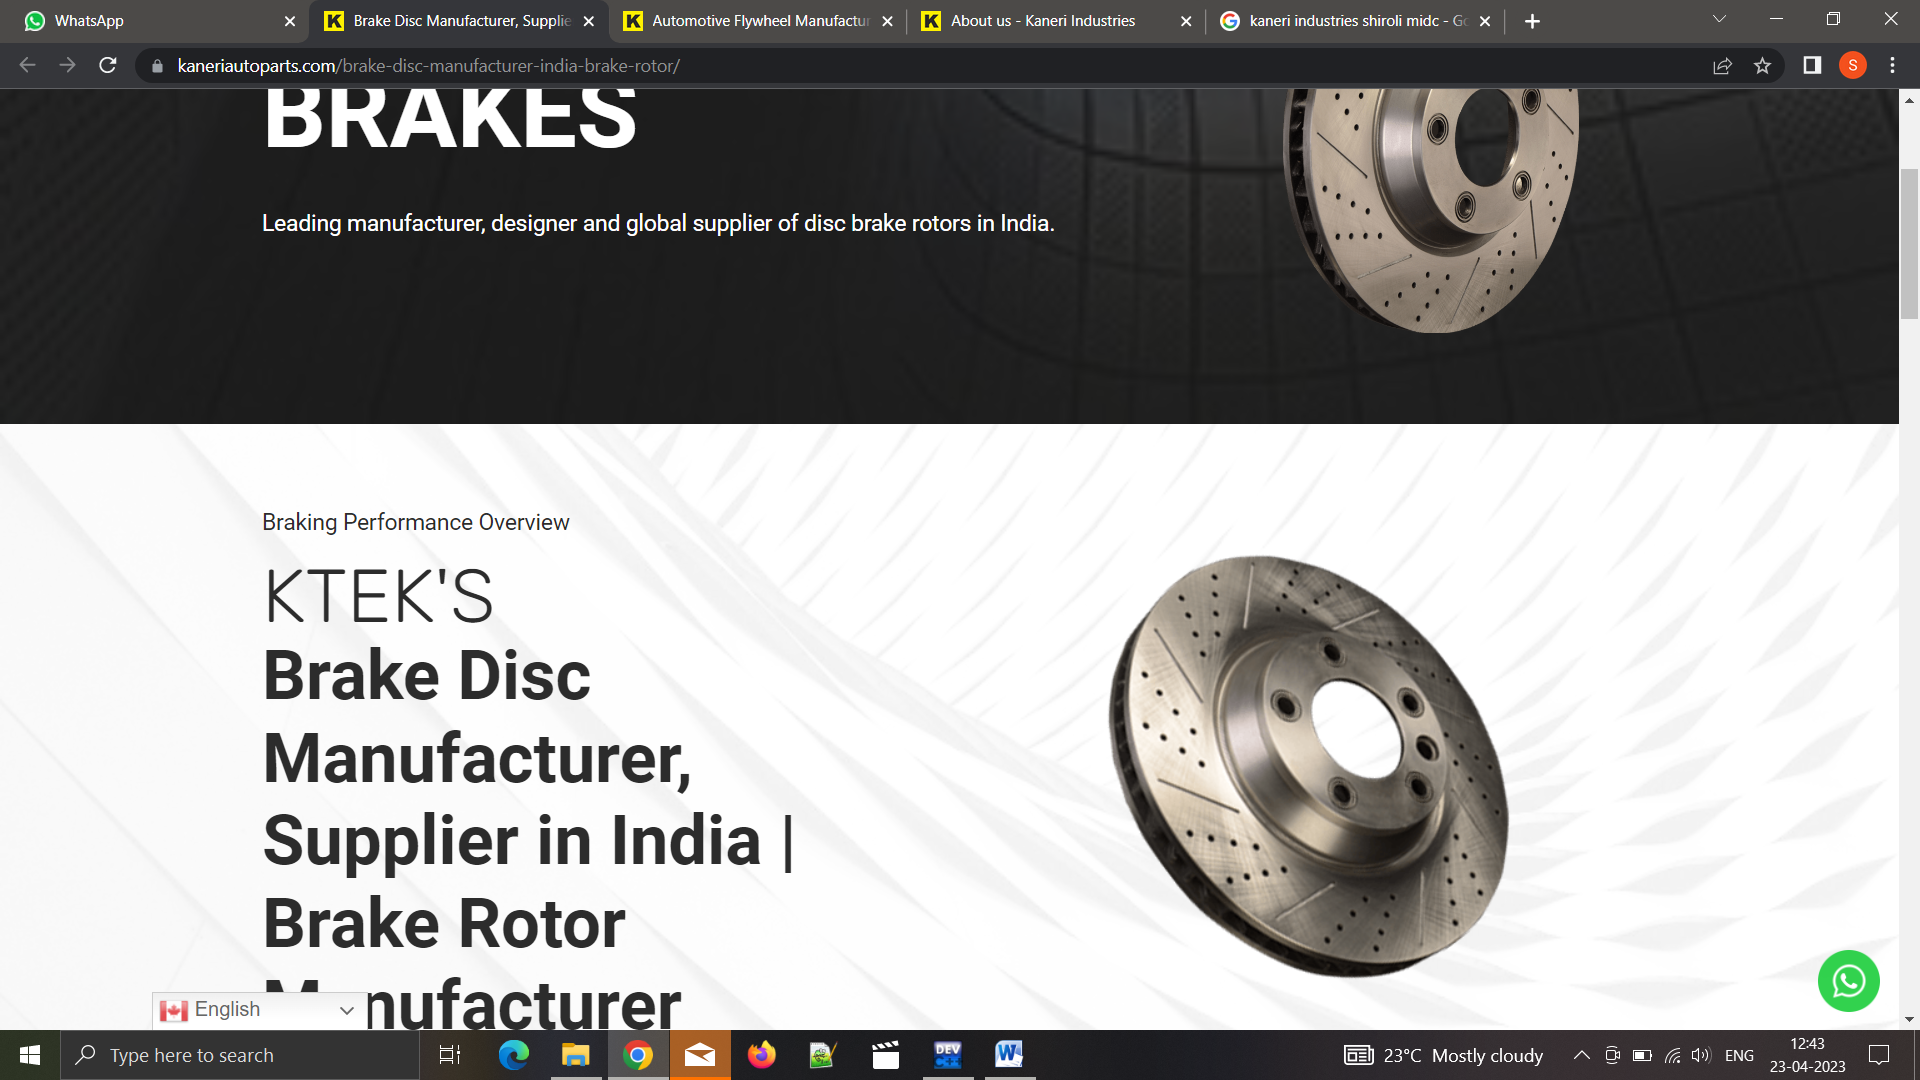 WhatsApp
K Brake Disc Manufacturer, Supplie
K Automotive Flywheel Manufactur
K About us - Kaneri Industries
G kaneri industries shiroli midc - Go
kaneriautoparts.com/brake-disc-manufacturer-india-brake-rotor/
S
BRAKES
Leading manufacturer, designer and global supplier of disc brake rotors in India.
Braking Performance Overview
KTEK'S
Brake Disc
Manufacturer,
Supplier in India |
Brake Rotor
Manufacturer
English
Type here to search
DEV
C++
W
23°C Mostly cloudy
ENG
12:43
23-04-2023